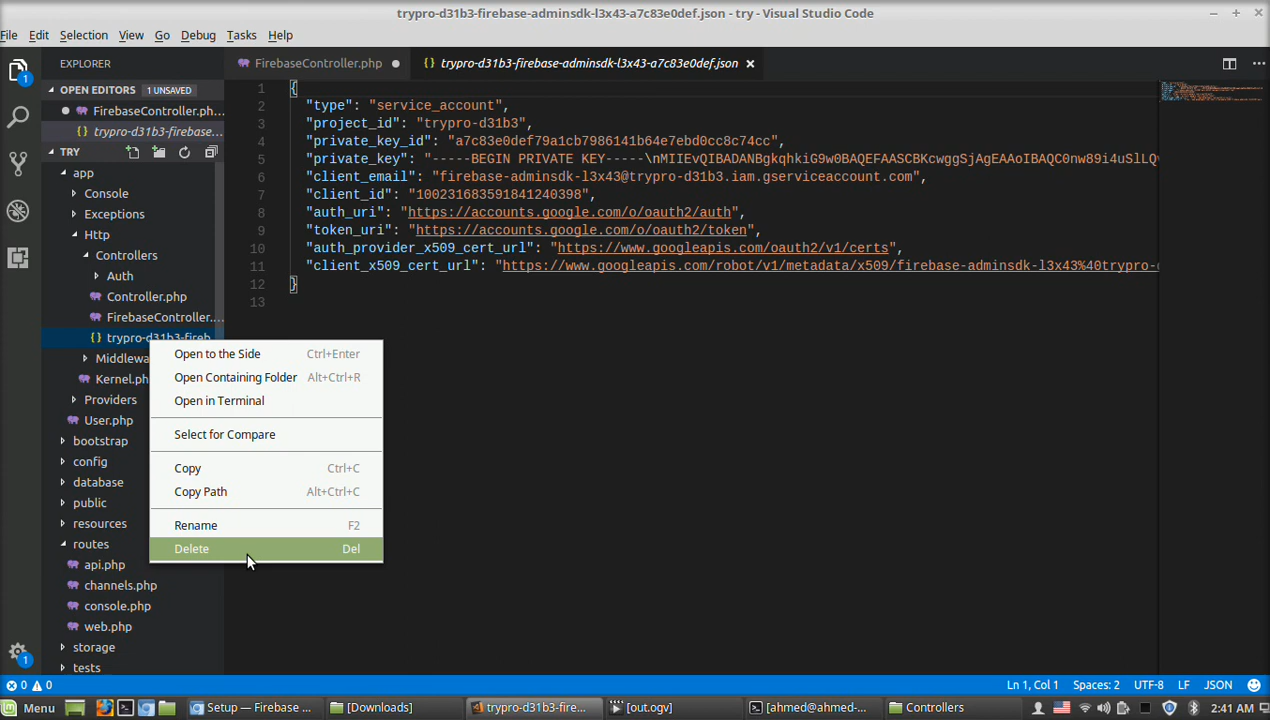 trypro-d31b3-firebase-adminsdk-l3x43-a7c83e0def.json - try - Visual Studio Code
File Edit Selection View Go Debug Tasks Help
EXPLORER
FirebaseController.php
trypro-d31b3-firebase-adminsdk-l3x43-a7c83e0def.json
OPEN EDITORS 1 UNSAVED
FirebaseController.ph...
trypro-d31b3-firebase...
TRY
app
Console
Exceptions
Http
Controllers
Auth
Controller.php
FirebaseController....
trypro-d31b3-fireb
Middlewa
Kernel.ph
Providers
User.php
bootstrap
config
database
public
resources
routes
api.php
channels.php
console.php
web.php
storage
tests
1 {
2 "type": "service_account",
3 "project_id": "trypro-d31b3",
4 "private_key_id": "a7c83e0def79a1cb7986141b64e7ebd0cc8c74cc",
5 "private_key": "-----BEGIN PRIVATE KEY-----\nMIIEvQIBADANBgkqhkiG9w0BAQEFAASCBKcwggSjAgEAAoIBAQC0nw89i4uSlLQ
6 "client_email": "firebase-adminsdk-l3x43@trypro-d31b3.iam.gserviceaccount.com",
7 "client_id": "100231683591841240398",
8 "auth_uri": "https://accounts.google.com/o/oauth2/auth",
9 "token_uri": "https://accounts.google.com/o/oauth2/token",
10 "auth_provider_x509_cert_url": "https://www.googleapis.com/oauth2/v1/certs",
11 "client_x509_cert_url": "https://www.googleapis.com/robot/v1/metadata/x509/firebase-adminsdk-l3x43%40trypro-
12 }
13
Open to the Side Ctrl+Enter
Open Containing Folder Alt+Ctrl+R
Open in Terminal
Select for Compare
Copy Ctrl+C
Copy Path Alt+Ctrl+C
Rename F2
Delete Del
1
1
0 0
Ln 1, Col 1 Spaces: 2 UTF-8 LF JSON
Menu Setup — Firebase ... [Downloads] trypro-d31b3-fire... [out.ogv] [ahmed@ahmed-... Controllers 2:41 AM